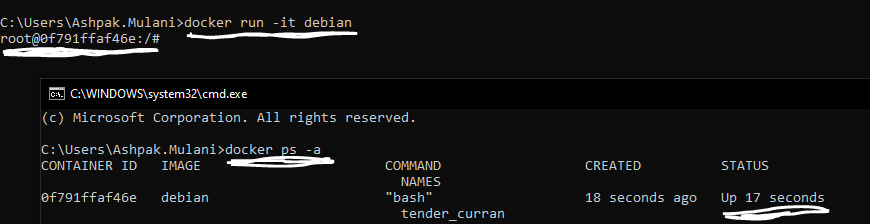 C:\Users\Ashpak.Mulani>docker run -it debian
root@0f791ffaf46e:/#
C:\WINDOWS\system32\cmd.exe
(c) Microsoft Corporation. All rights reserved.
C:\Users\Ashpak.Mulani>docker ps -a
CONTAINER ID IMAGE COMMAND CREATED STATUS
NAMES
0f791ffaf46e debian "bash" 18 seconds ago Up 17 seconds
tender_curran